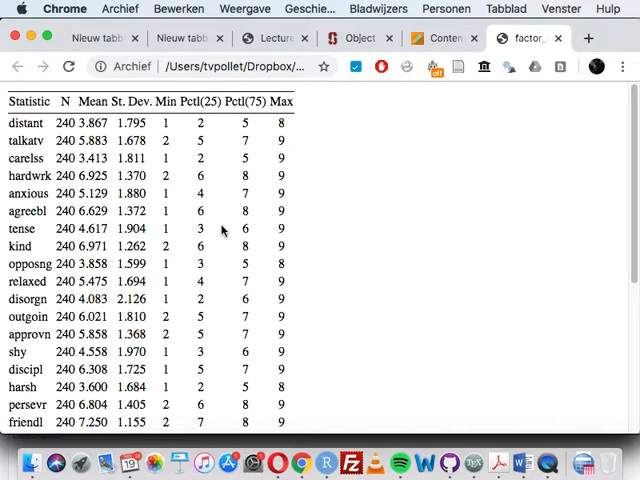 Chrome Archief Bewerken Weergave Geschie... Bladwijzers Personen Tabblad Venster Hulp
Nieuw tabb Nieuw tabb Lecture Object Conten factor_
Archief /Users/tvpollet/Dropbox/...
off
Statistic N Mean St. Dev. Min Pctl(25) Pctl(75) Max
distant 240 3.867 1.795 1 2 5 8
talkatv 240 5.883 1.678 2 5 7 9
carelss 240 3.413 1.811 1 2 5 9
hardwrk 240 6.925 1.370 2 6 8 9
anxious 240 5.129 1.880 1 4 7 9
agreebl 240 6.629 1.372 1 6 8 9
tense 240 4.617 1.904 1 3 6 9
kind 240 6.971 1.262 2 6 8 9
opposng 240 3.858 1.599 1 3 5 8
relaxed 240 5.475 1.694 1 4 7 9
disorgn 240 4.083 2.126 1 2 6 9
outgoin 240 6.021 1.810 2 5 7 9
approvn 240 5.858 1.368 2 5 7 9
shy 240 4.558 1.970 1 3 6 9
discipl 240 6.308 1.725 1 5 7 9
harsh 240 3.600 1.684 1 2 5 8
persevr 240 6.804 1.405 2 6 8 9
friendl 240 7.250 1.155 2 7 8 9